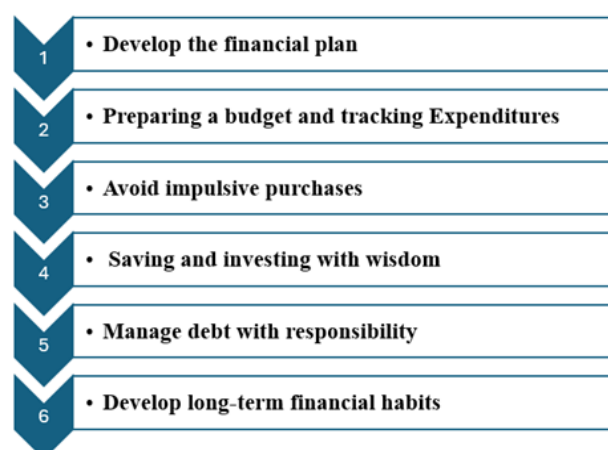 1 • Develop the financial plan
2 • Preparing a budget and tracking Expenditures
3 • Avoid impulsive purchases
4 • Saving and investing with wisdom
5 • Manage debt with responsibility
6 • Develop long-term financial habits